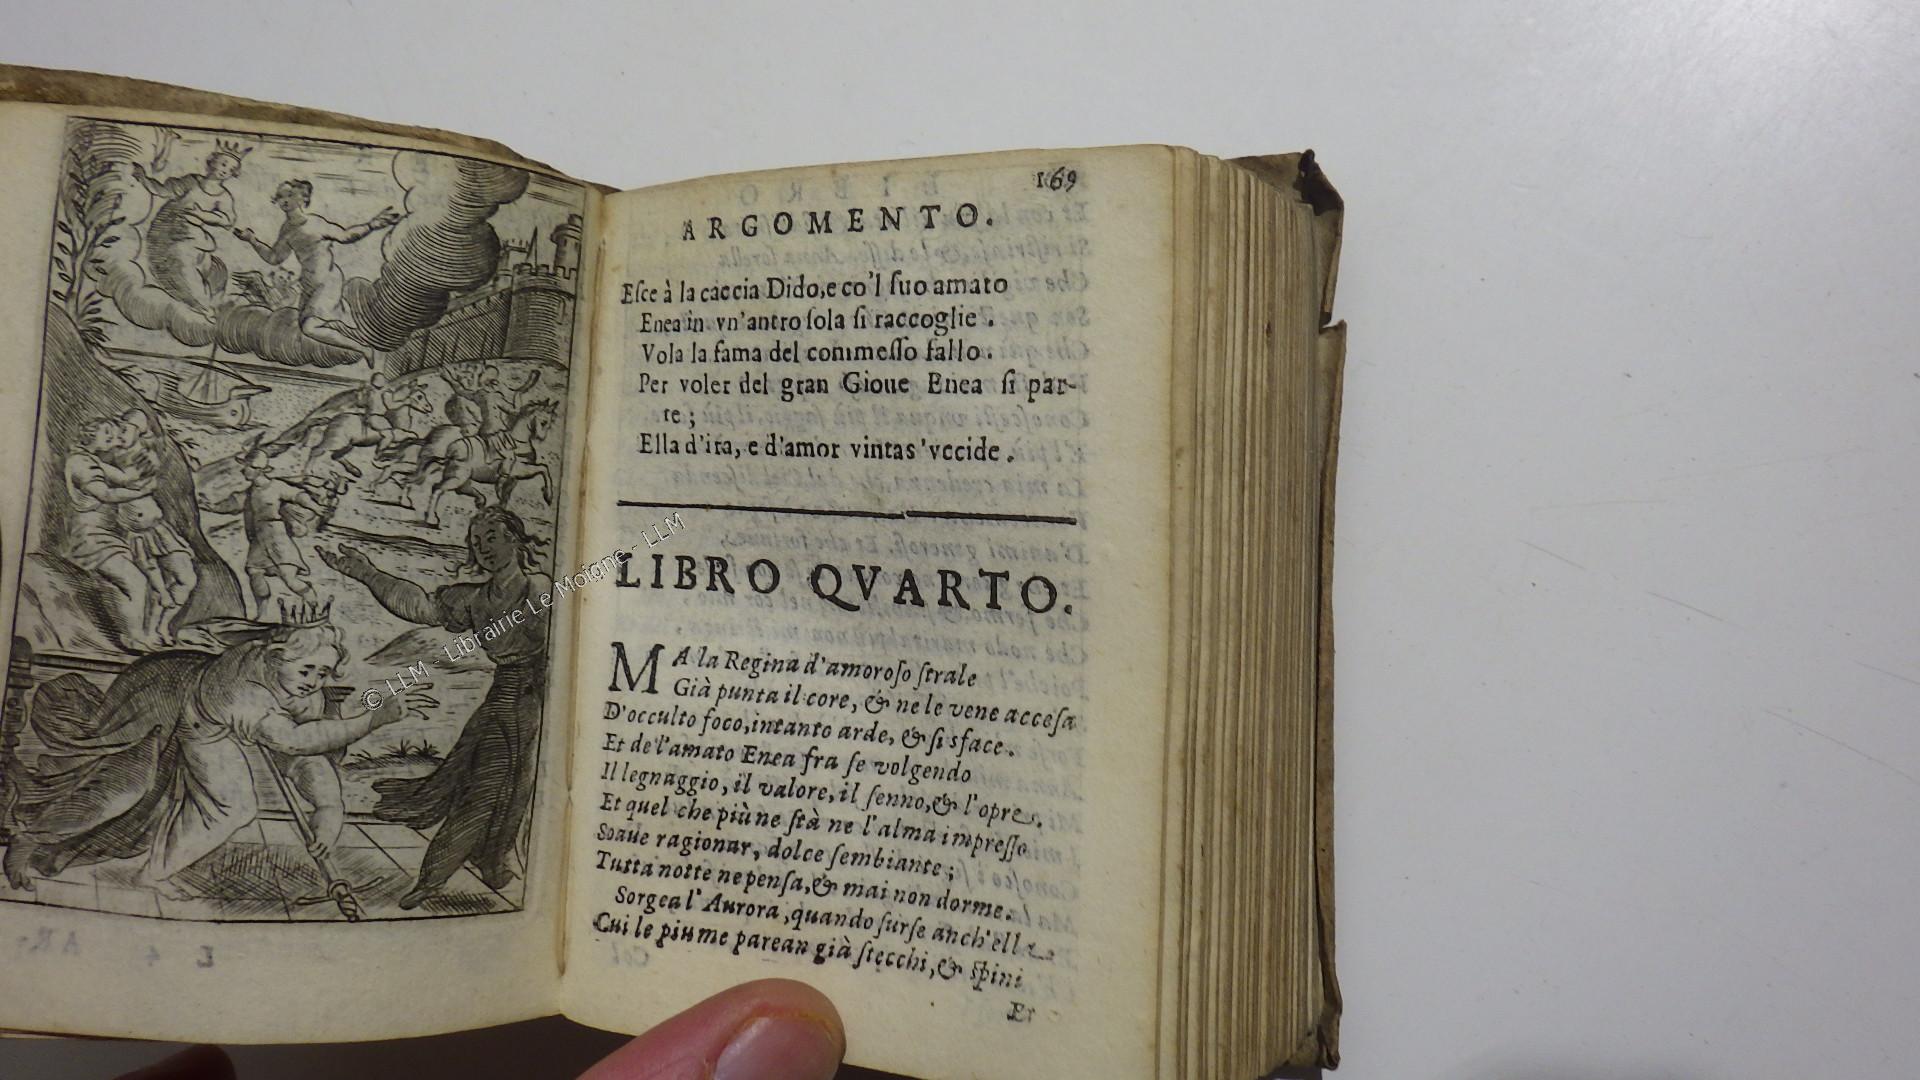 169
ARGOMENTO.
Esce à la caccia Dido, e co'l suo amato
Enea in vn'antro sola si raccoglie.
Vola la fama del commesso fallo.
Per voler del gran Gioue Enea si par-
te;
Ella d'ira, e d'amor vinta s'vccide.
LIBRO QVARTO.
MA la Regina d'amoroso strale
Già punta il core, & ne le vene accesa
D'occulto foco, intanto arde, & si sface.
Et de l'amato Enea fra se volgendo
Il legnaggio, il valore, il senno, & l'opre.
Et quel che più ne stà ne l'alma impresso
Soaue ragionar, dolce sembiante;
Tutta notte ne pensa, & mai non dorme.
Sorgea l'Aurora, quando surse anch'ella
Cui le piume parean già stecchi, & spini
Et
© LLM - Librairie Le Moigne - LLM